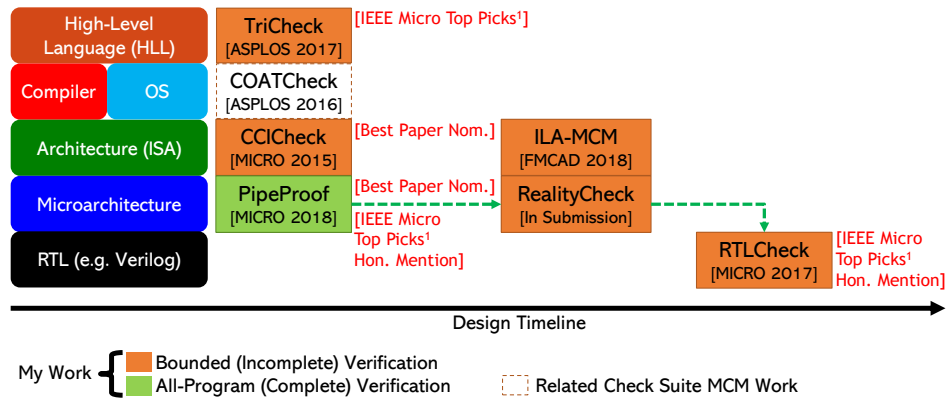 High-Level
Language (HLL)
TriCheck
[ASPLOS 2017]
[IEEE Micro Top Picks¹]
Compiler
OS
COATCheck
[ASPLOS 2016]
Architecture (ISA)
CCICheck
[MICRO 2015]
[Best Paper Nom.]
ILA-MCM
[FMCAD 2018]
Microarchitecture
PipeProof
[MICRO 2018]
[Best Paper Nom.]
[IEEE Micro
Top Picks¹
Hon. Mention]
RealityCheck
[In Submission]
RTL (e.g. Verilog)
RTLCheck
[MICRO 2017]
[IEEE Micro
Top Picks¹
Hon. Mention]
Design Timeline
My Work
Bounded (Incomplete) Verification
All-Program (Complete) Verification
Related Check Suite MCM Work